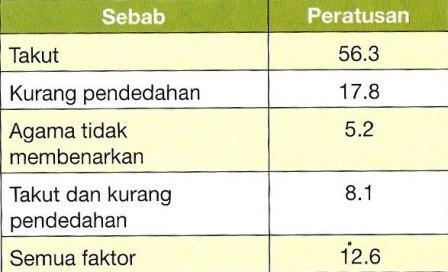 Sebab Peratusan
Takut 56.3
Kurang pendedahan 17.8
Agama tidak 5.2
membenarkan
Takut dan kurang 8.1
pendedahan
Semua faktor 12.6